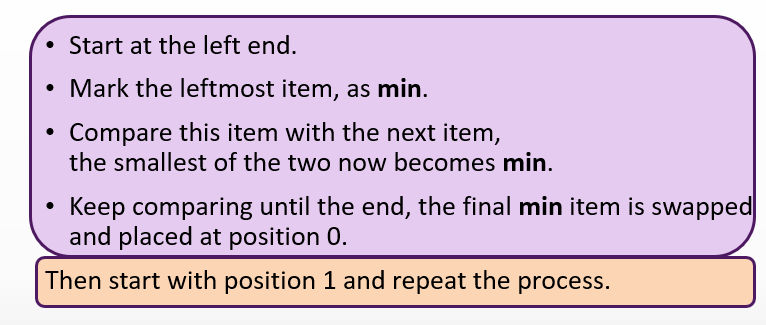 • Start at the left end.
• Mark the leftmost item, as min.
• Compare this item with the next item,
the smallest of the two now becomes min.
• Keep comparing until the end, the final min item is swapped
and placed at position 0.
Then start with position 1 and repeat the process.